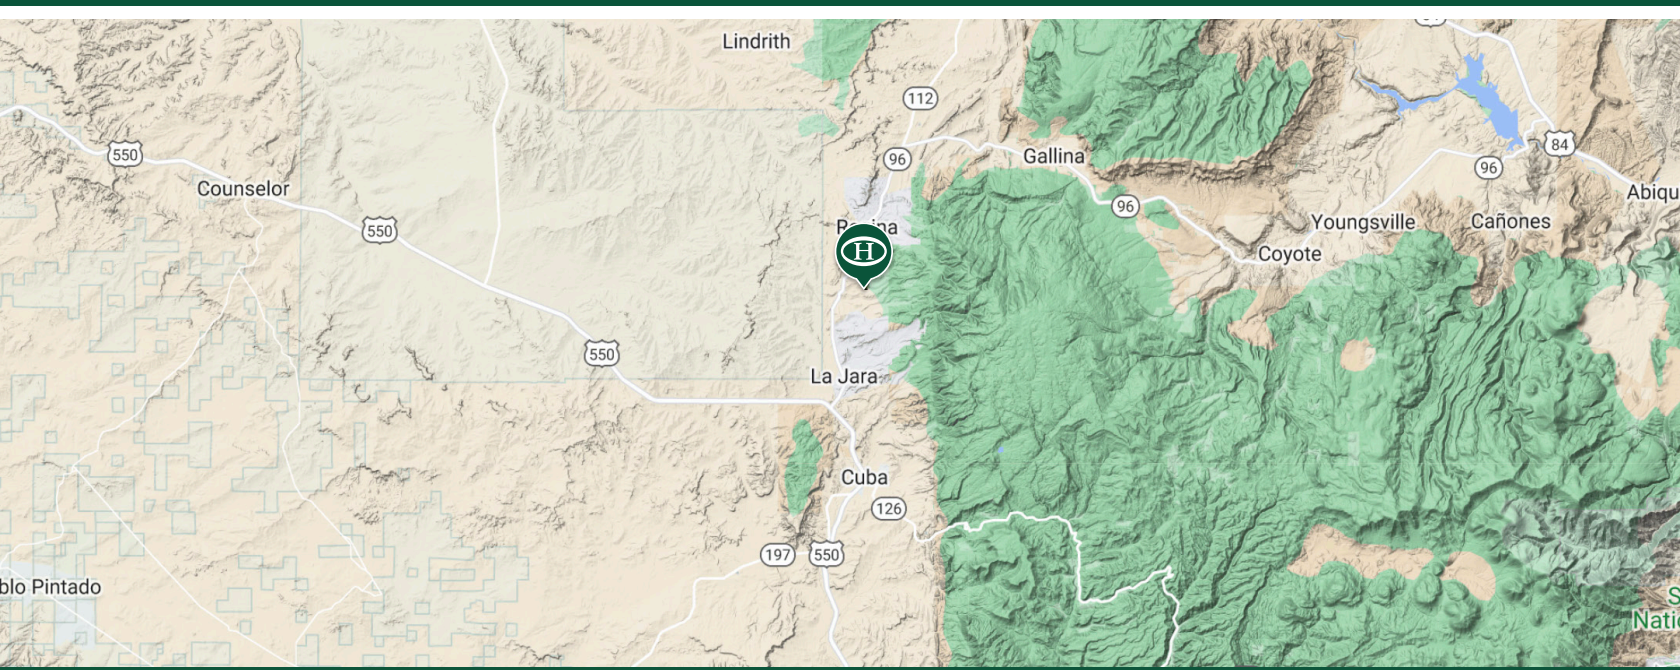 Lindrith
112
550
96
Gallina
84
96
Counselor
96
Abiqu
550
Youngsville
Cañones
H
Coyote
550
La Jara
Cuba
126
197
550
blo Pintado
S
Natio